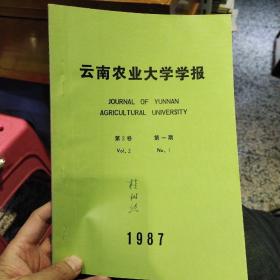 云南农业大学学报
JOURNAL OF YUNNAN
AGRICULTURAL UNIVERSITY
第2卷 第一期
Vol. 2 No. 1
1987